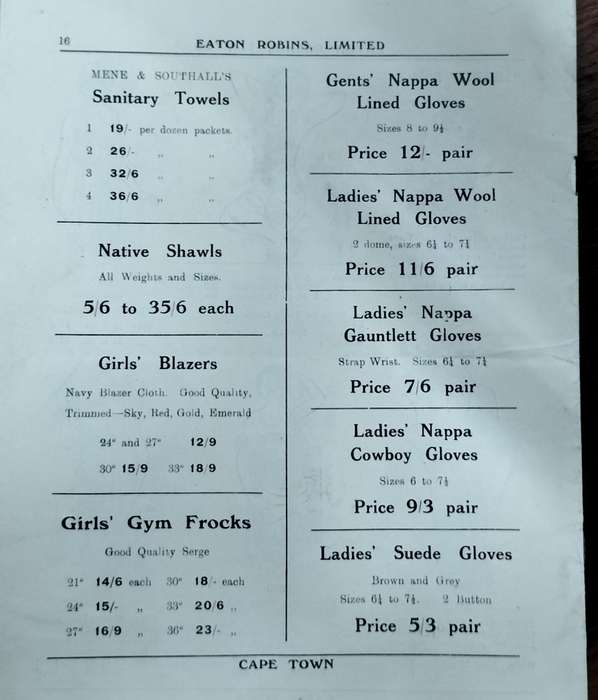 16
EATON ROBINS, LIMITED
MENE & SOUTHALL'S
Sanitary Towels
1 19/- per dozen packets.
2 26/- ,, ,,
3 32/6 ,, ,,
4 36/6 ,, ,,
Native Shawls
All Weights and Sizes.
5/6 to 35/6 each
Girls' Blazers
Navy Blazer Cloth. Good Quality,
Trimmed—Sky, Red, Gold, Emerald
24" and 27" 12/9
30" 15/9 33" 18/9
Girls' Gym Frocks
Good Quality Serge
21" 14/6 each 30" 18/- each
24" 15/- ,, 33" 20/6 ,,
27" 16/9 ,, 36" 23/- ,,
Gents' Nappa Wool
Lined Gloves
Sizes 8 to 9½
Price 12/- pair
Ladies' Nappa Wool
Lined Gloves
2 dome, sizes 6¼ to 7¼
Price 11/6 pair
Ladies' Nappa
Gauntlett Gloves
Strap Wrist. Sizes 6¼ to 7¼
Price 7/6 pair
Ladies' Nappa
Cowboy Gloves
Sizes 6 to 7½
Price 9/3 pair
Ladies' Suede Gloves
Brown and Grey
Sizes 6¼ to 7½. 2 Button
Price 5/3 pair
CAPE TOWN